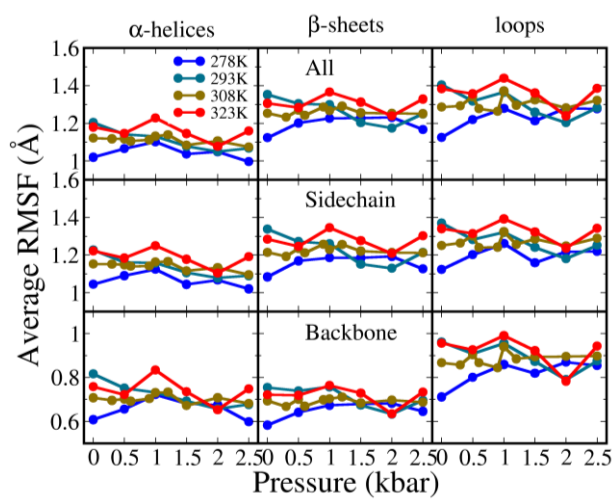 α-helices β-sheets loops
1.6 All
278K
293K
308K
323K
1.4
1.2
1
1.6 Sidechain
1.4
1.2
1
Backbone
1
0.8
0.6
Average RMSF (Å)
0 0.5 1 1.5 2 2.5 0 0.5 1 1.5 2 2.5 0 0.5 1 1.5 2 2.5
Pressure (kbar)